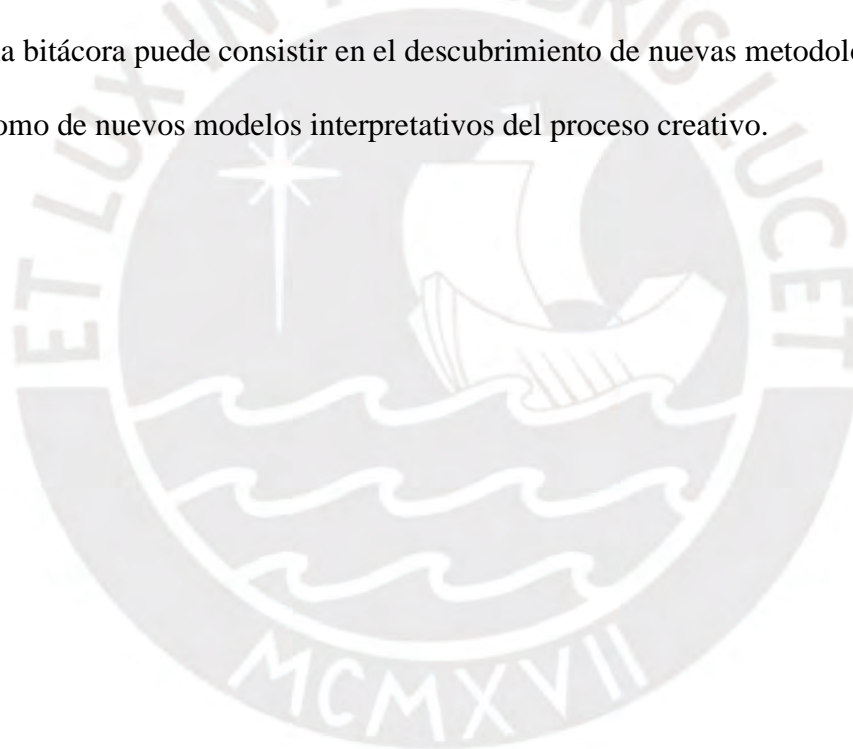 a bitácora puede consistir en el descubrimiento de nuevas metodolo
omo de nuevos modelos interpretativos del proceso creativo.
ET LUX IN BRIS LUCET
MCMXVII